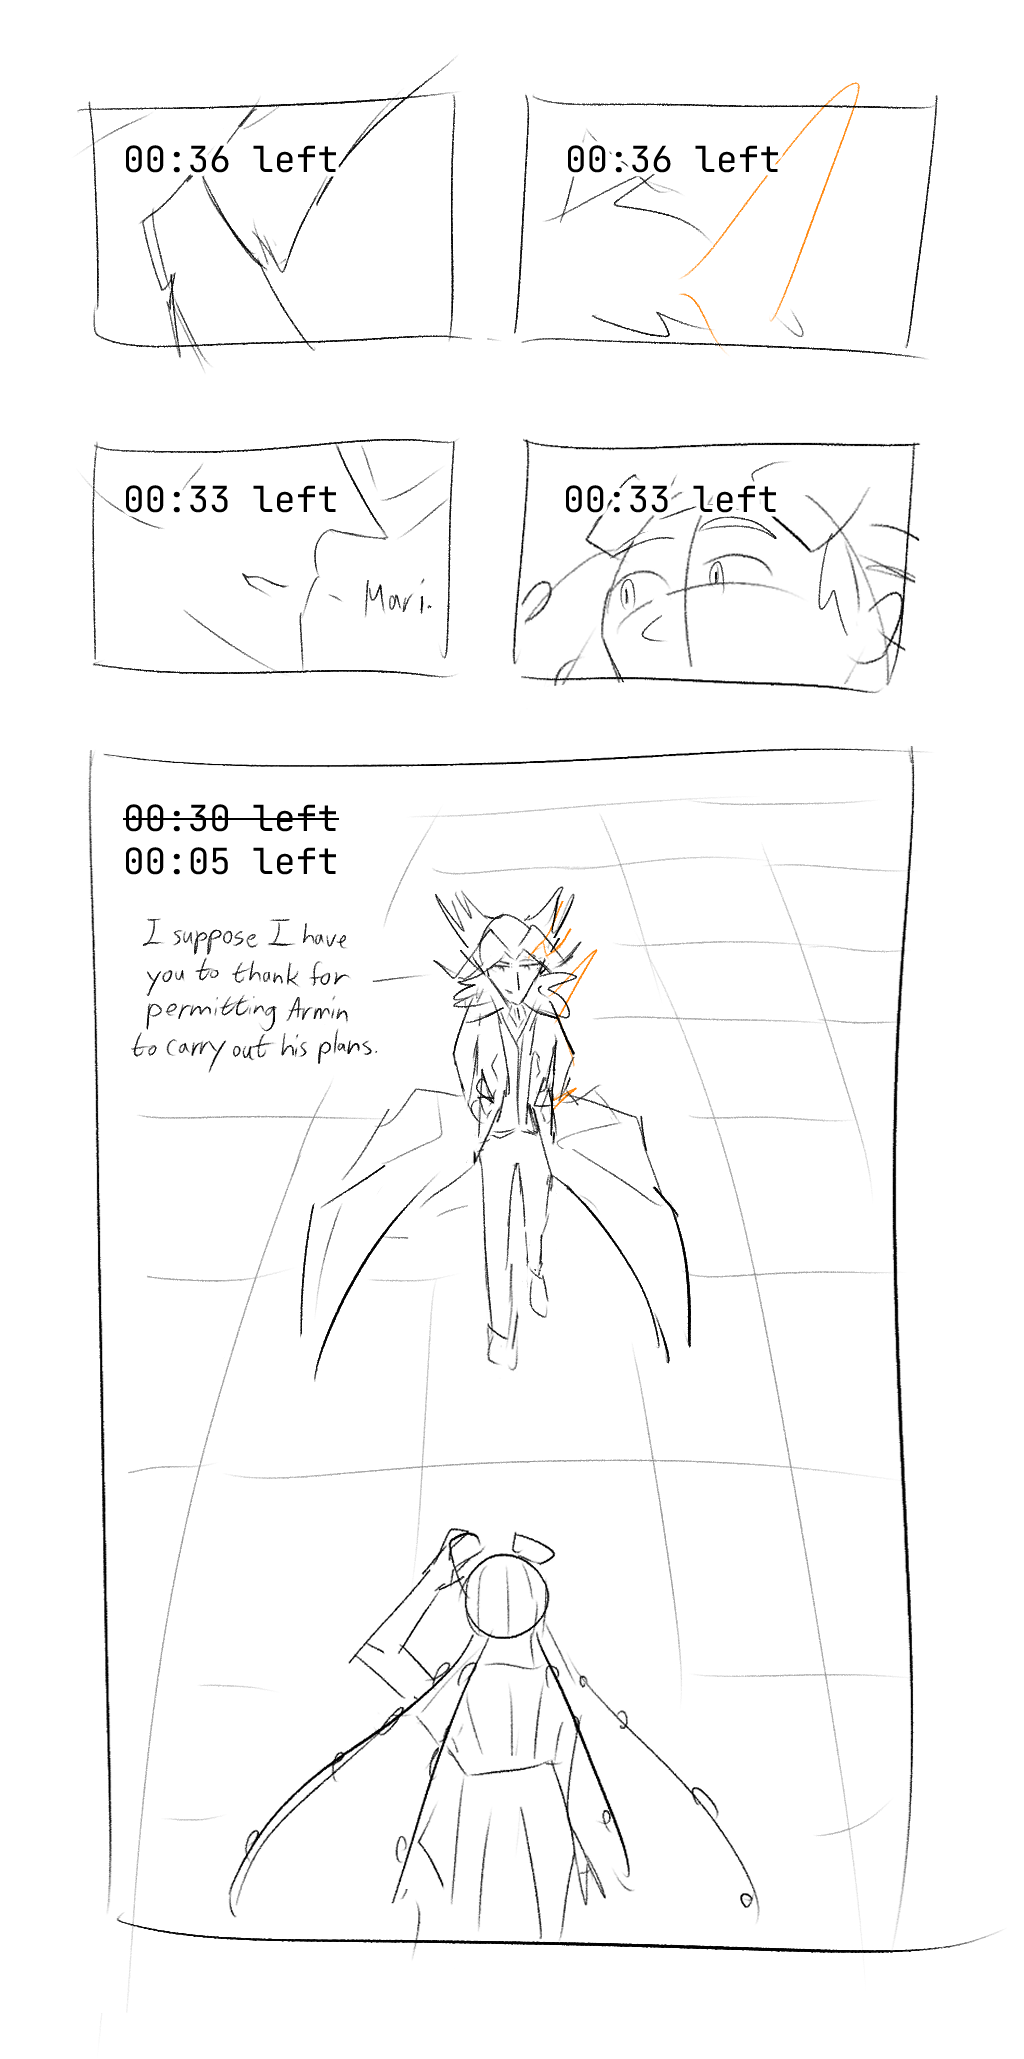 00:36 left
00:36 left
00:33 left
00:33 left
Mari.
00:30 left
00:05 left
I suppose I have
you to thank for
permitting Armin
to carry out his plans.